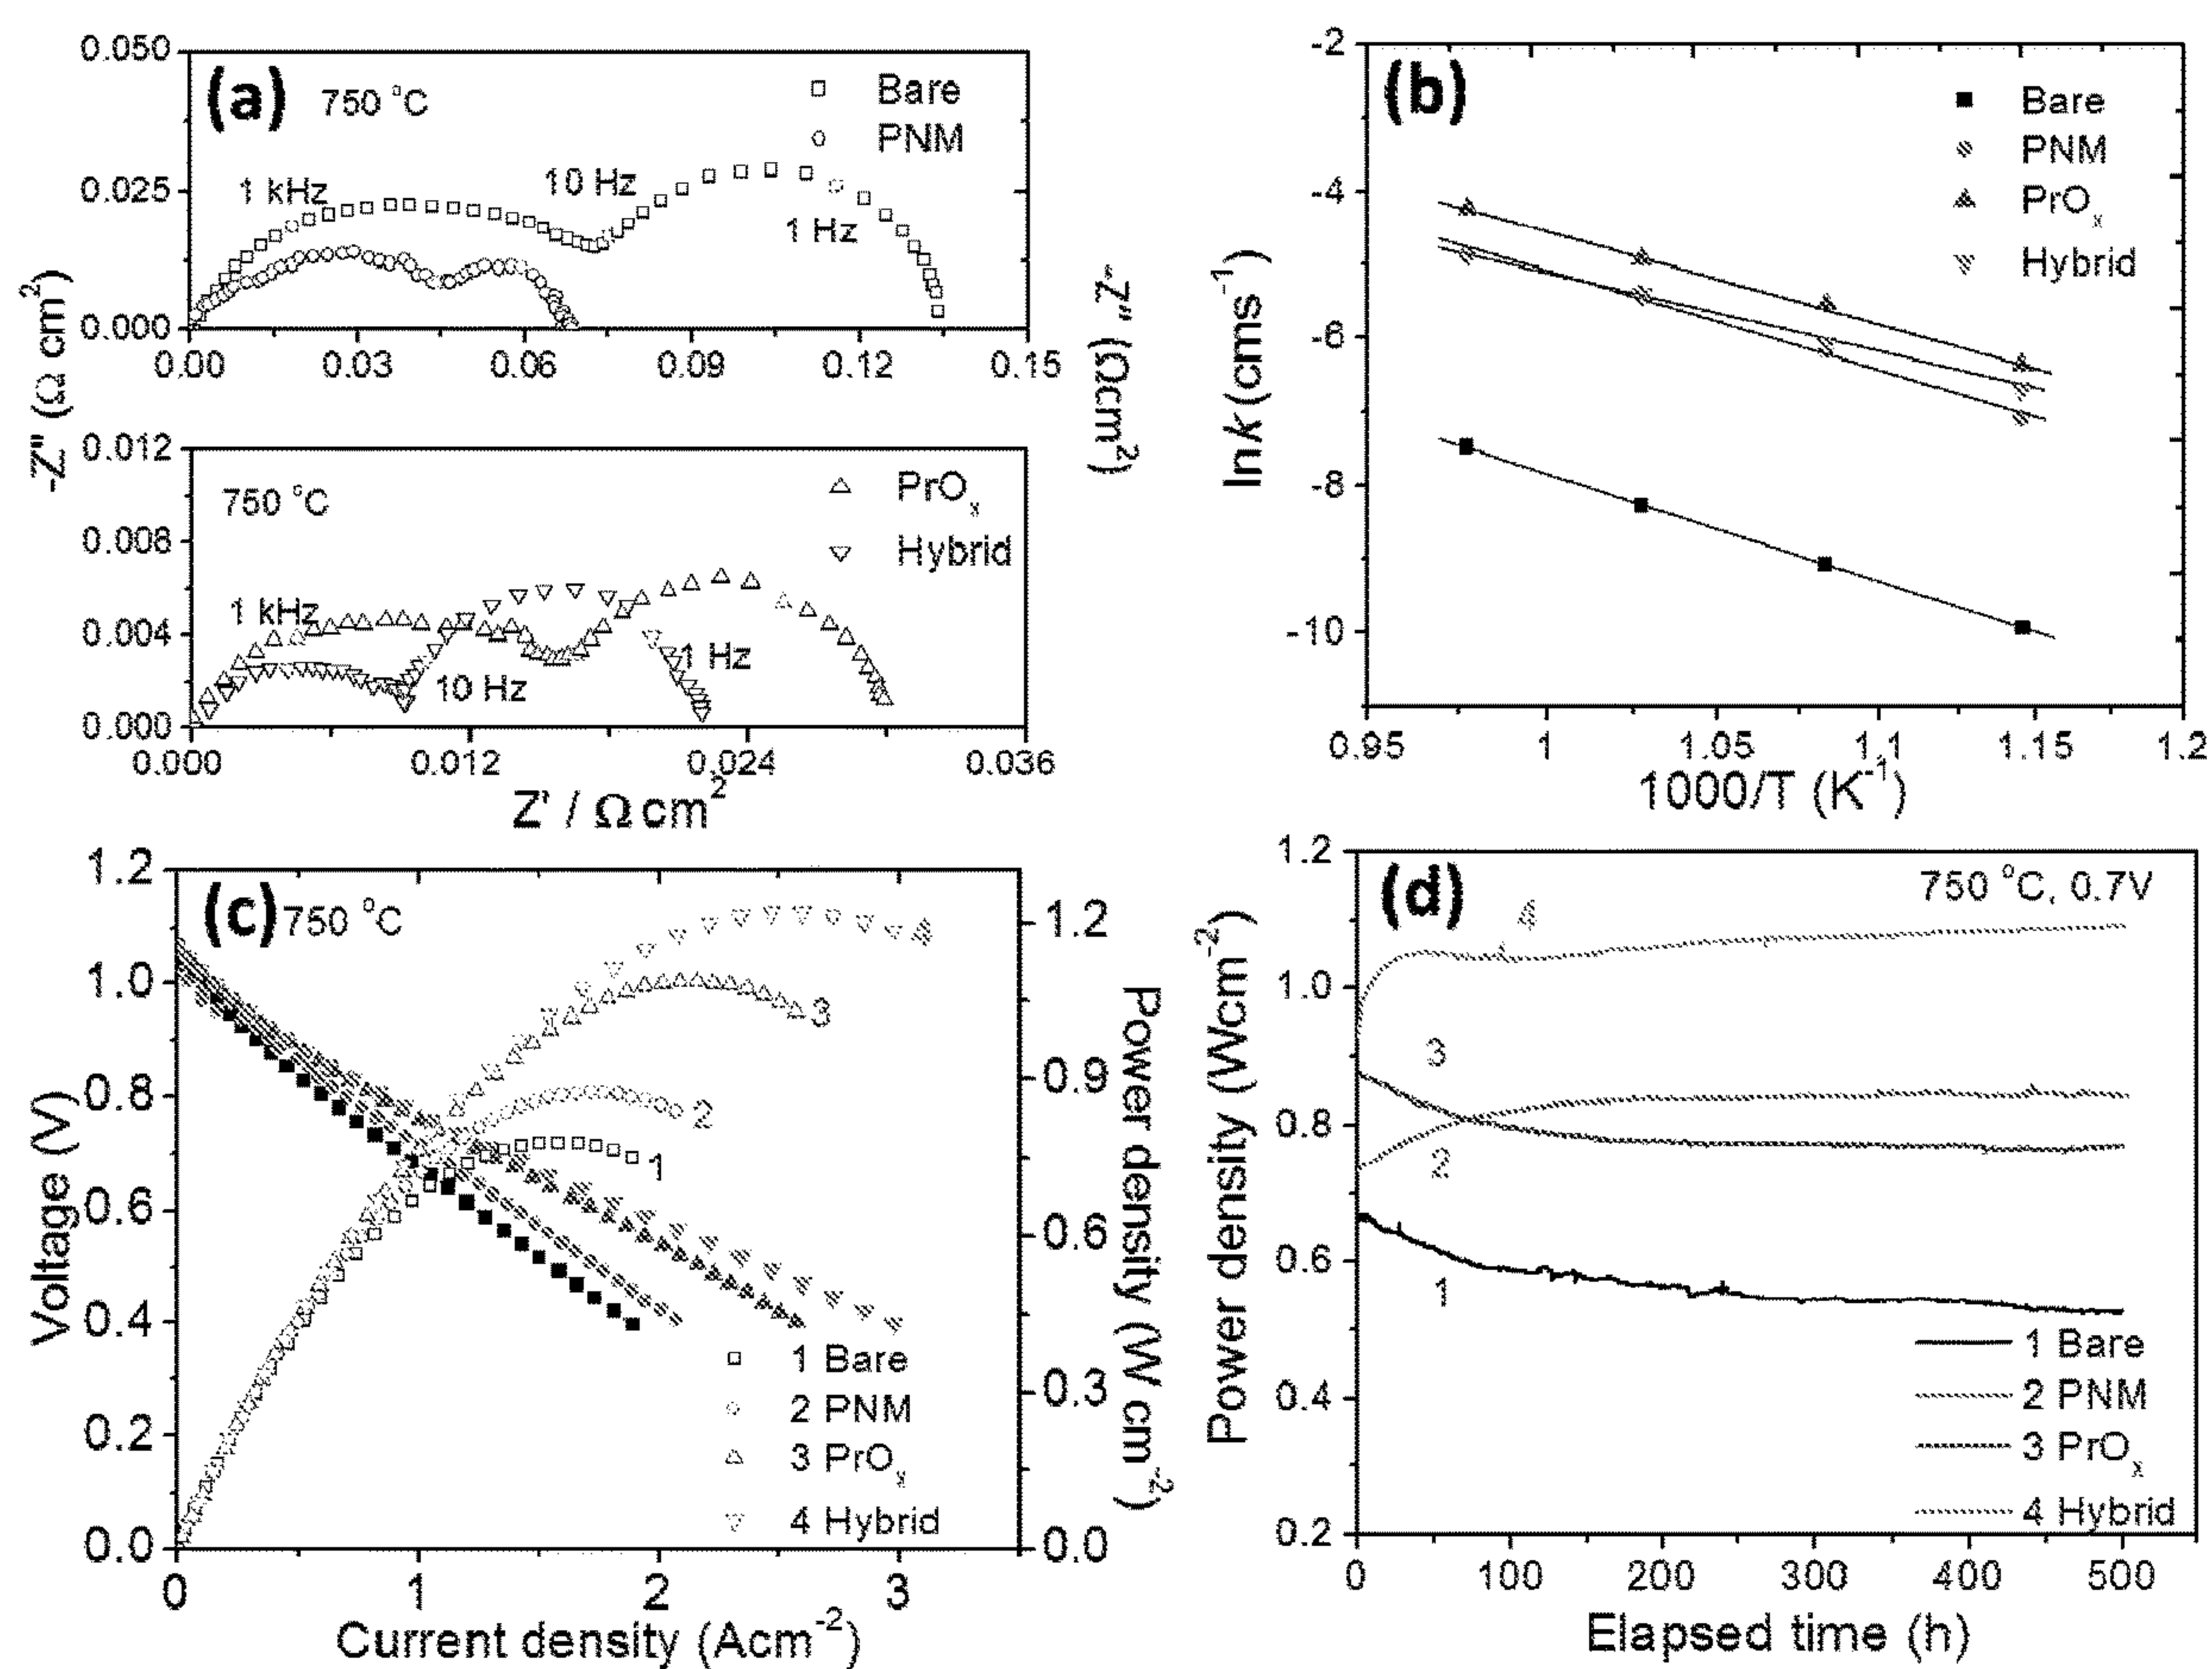 (a) 750 °C
Bare
PNM
1 kHz
10 Hz
1 Hz
0.050
0.025
0.000
0.00 0.03 0.06 0.09 0.12 0.15
-Z" (Ω cm²)
-Z" (Ωcm²)
750 °C
PrOₓ
Hybrid
1 kHz
10 Hz
1 Hz
0.012
0.008
0.004
0.000
0.000 0.012 0.024 0.036
Z' / Ω cm²
(b)
Bare
PNM
PrOₓ
Hybrid
-2
-4
-6
-8
-10
lnk (cms⁻¹)
0.95 1 1.05 1.1 1.15 1.2
1000/T (K⁻¹)
(c) 750 °C
1.2
1.0
0.8
0.6
0.4
0.2
0.0
Voltage (V)
4
3
2
1
1 Bare
2 PNM
3 PrOₓ
4 Hybrid
1.2
0.9
0.6
0.3
0.0
Power density (W cm⁻²)
0 1 2 3
Current density (Acm⁻²)
(d) 750 °C, 0.7V
4
3
2
1
1 Bare
2 PNM
3 PrOₓ
4 Hybrid
1.2
1.0
0.8
0.6
0.4
0.2
Power density (Wcm⁻²)
0 100 200 300 400 500
Elapsed time (h)